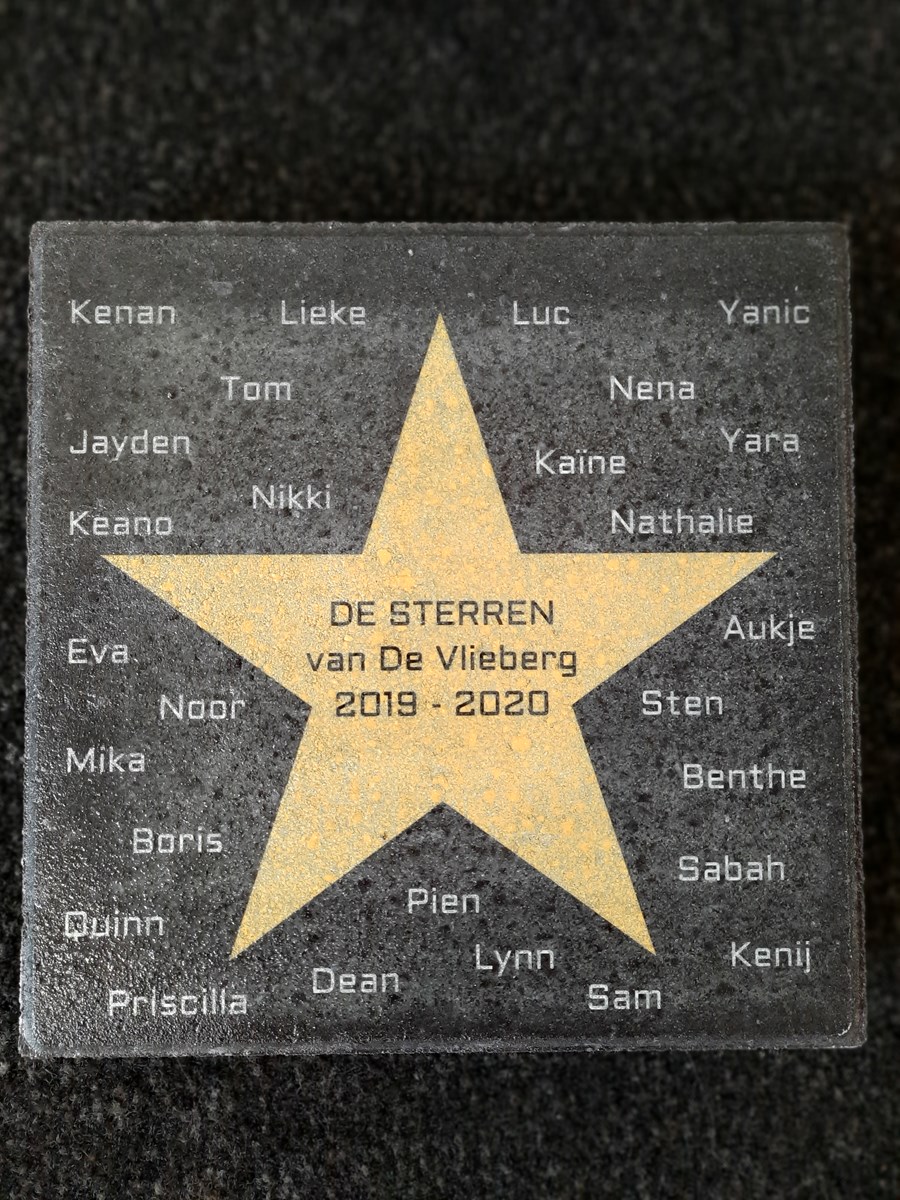 Kenan Lieke Luc Yanic
Tom Nena
Jayden Kaïne Yara
Nikki
Keano Nathalie
DE STERREN
van De Vlieberg
2019 - 2020
Eva Aukje
Noor Sten
Mika Benthe
Boris Sabah
Quinn Pien Kenij
Lynn
Priscilla Dean Sam